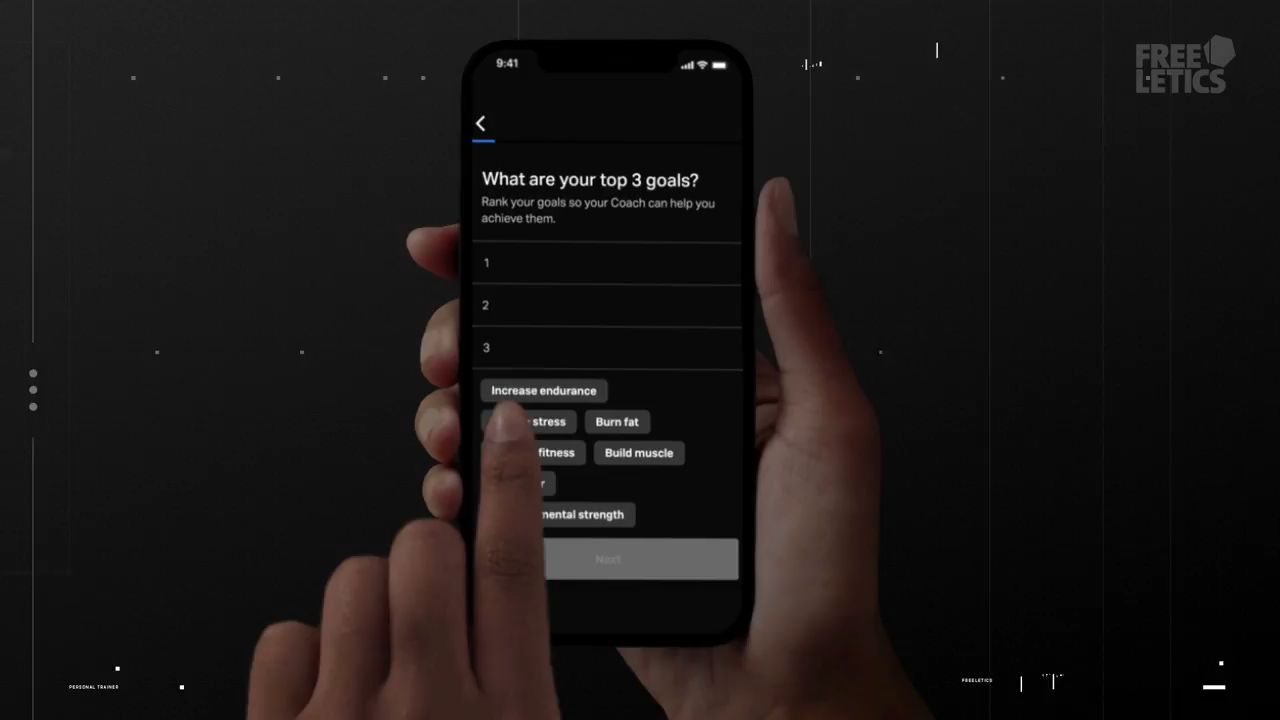 FREE
LETICS
9:41
What are your top 3 goals?
Rank your goals so your Coach can help you
achieve them.
1
2
3
Increase endurance
stress
Burn fat
fitness
Build muscle
mental strength
Next
PERSONAL TRAINER
FREELETICS